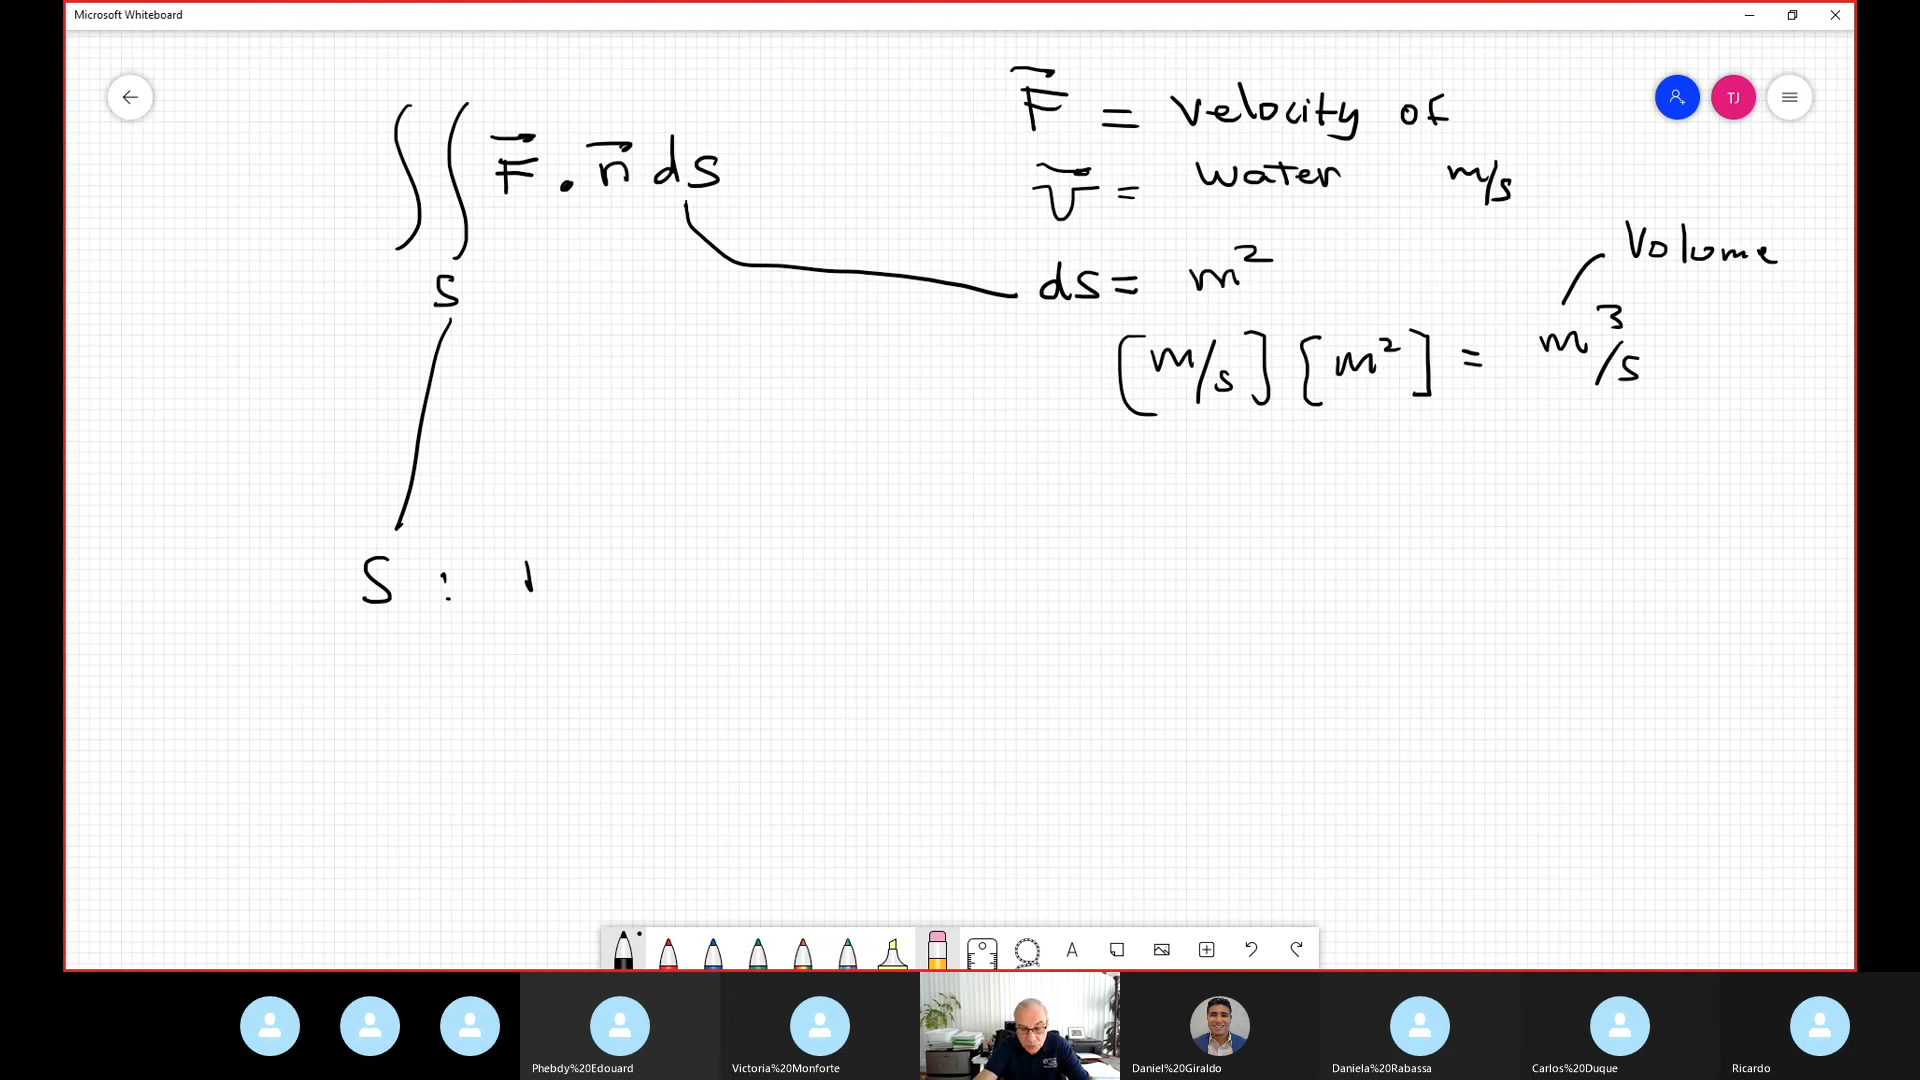 Microsoft Whiteboard
∬ F⃗ . n⃗ ds
S
S :
F⃗ = velocity of
v⃗ = water m/s
ds = m²
Volume
[m/s] [m²] = m³/s
TJ
A
Phebdy%20Edouard
Victoria%20Monforte
Daniel%20Giraldo
Daniela%20Rabassa
Carlos%20Duque
Ricardo